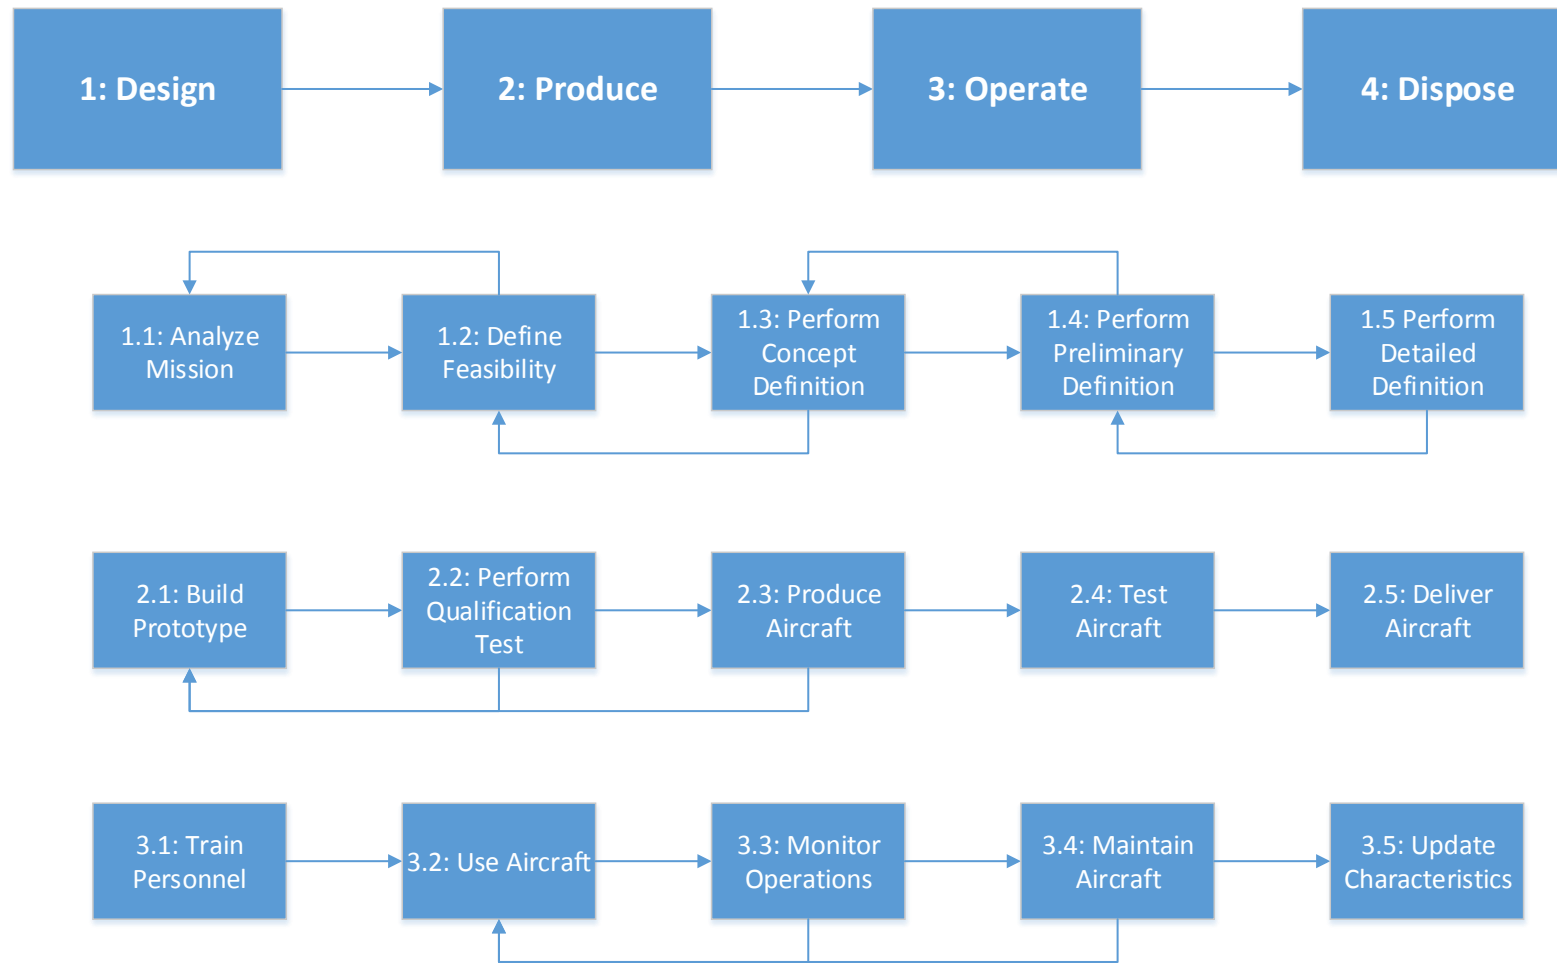 1: Design
2: Produce
3: Operate
4: Dispose
1.1: Analyze
Mission
1.2: Define
Feasibility
1.3: Perform
Concept
Definition
1.4: Perform
Preliminary
Definition
1.5 Perform
Detailed
Definition
2.1: Build
Prototype
2.2: Perform
Qualification
Test
2.3: Produce
Aircraft
2.4: Test
Aircraft
2.5: Deliver
Aircraft
3.1: Train
Personnel
3.2: Use Aircraft
3.3: Monitor
Operations
3.4: Maintain
Aircraft
3.5: Update
Characteristics